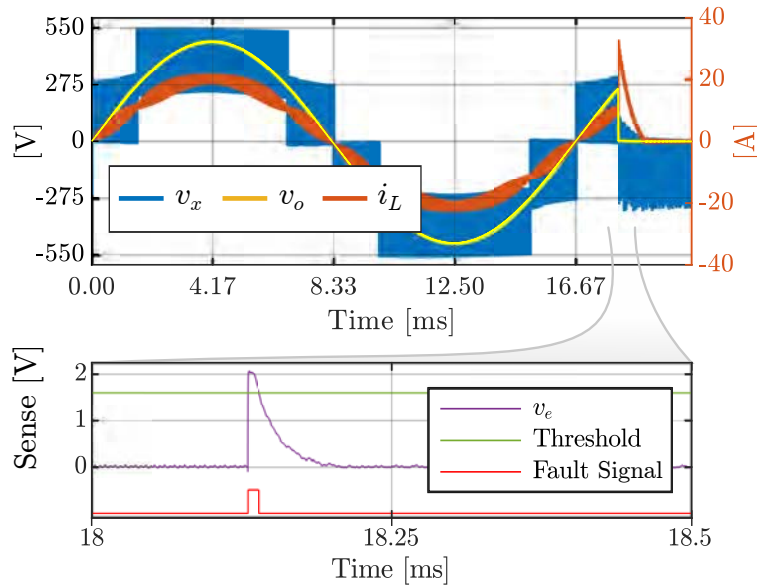 550
40
275
20
[V]
0
0
[A]
-275
-20
v_x v_o i_L
-550
-40
0.00 4.17 8.33 12.50 16.67
Time [ms]
Sense [V]
2
1
0
v_e
Threshold
Fault Signal
18 18.25 18.5
Time [ms]